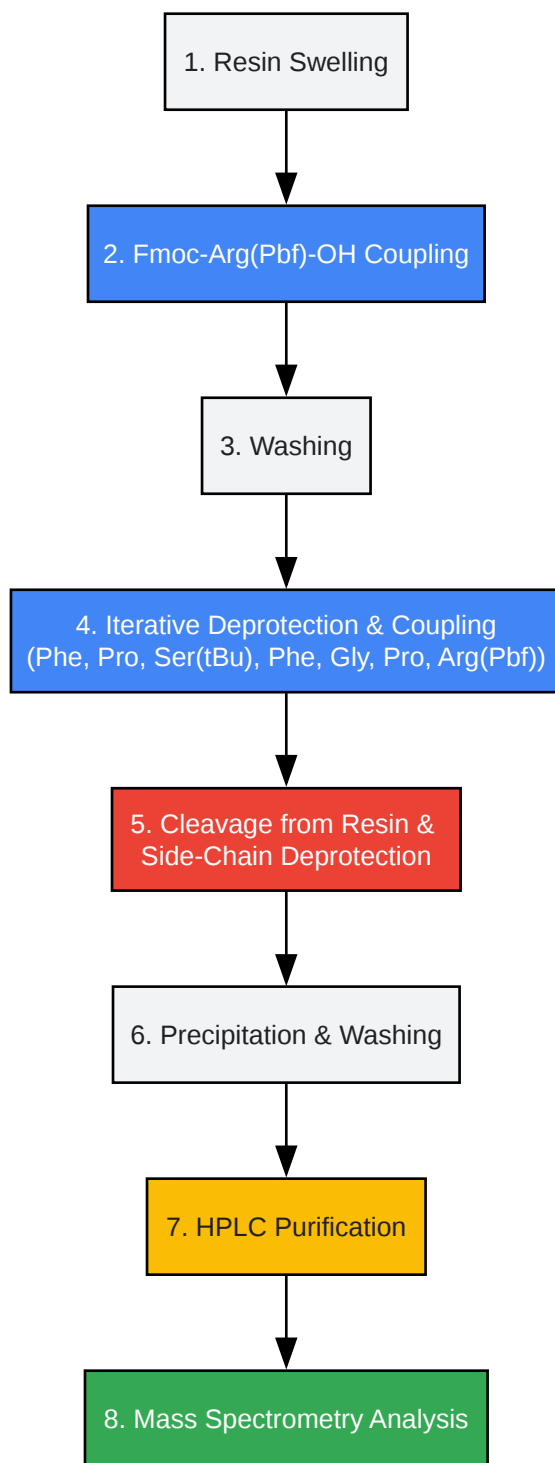 1. Resin Swelling
2. Fmoc-Arg(Pbf)-OH Coupling
3. Washing
4. Iterative Deprotection & Coupling
(Phe, Pro, Ser(tBu), Phe, Gly, Pro, Arg(Pbf))
5. Cleavage from Resin &
Side-Chain Deprotection
6. Precipitation & Washing
7. HPLC Purification
8. Mass Spectrometry Analysis